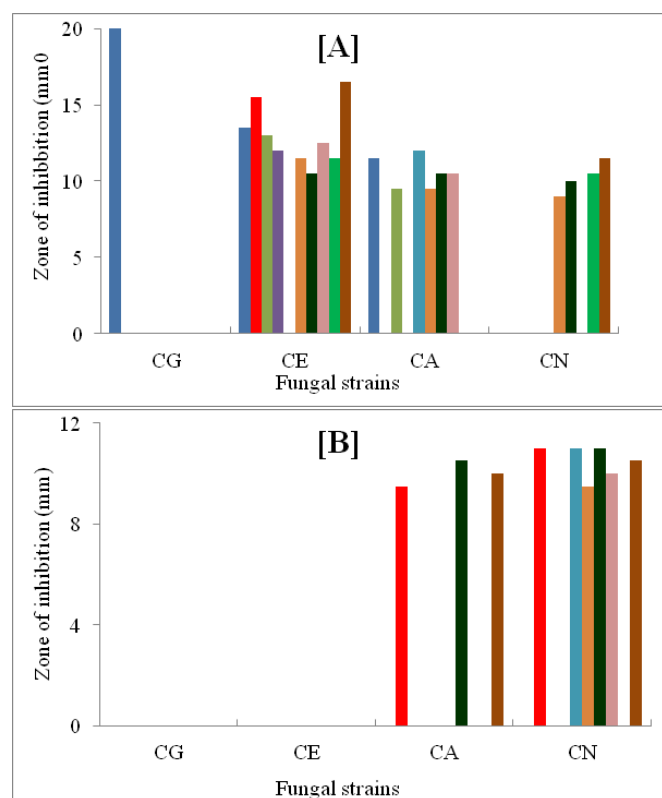 [A]
Zone of inhibbition (mm0
20
15
10
5
0
CG CE CA CN
Fungal strains
[B]
Zone of inhibition (mm)
12
8
4
0
CG CE CA CN
Fungal strains